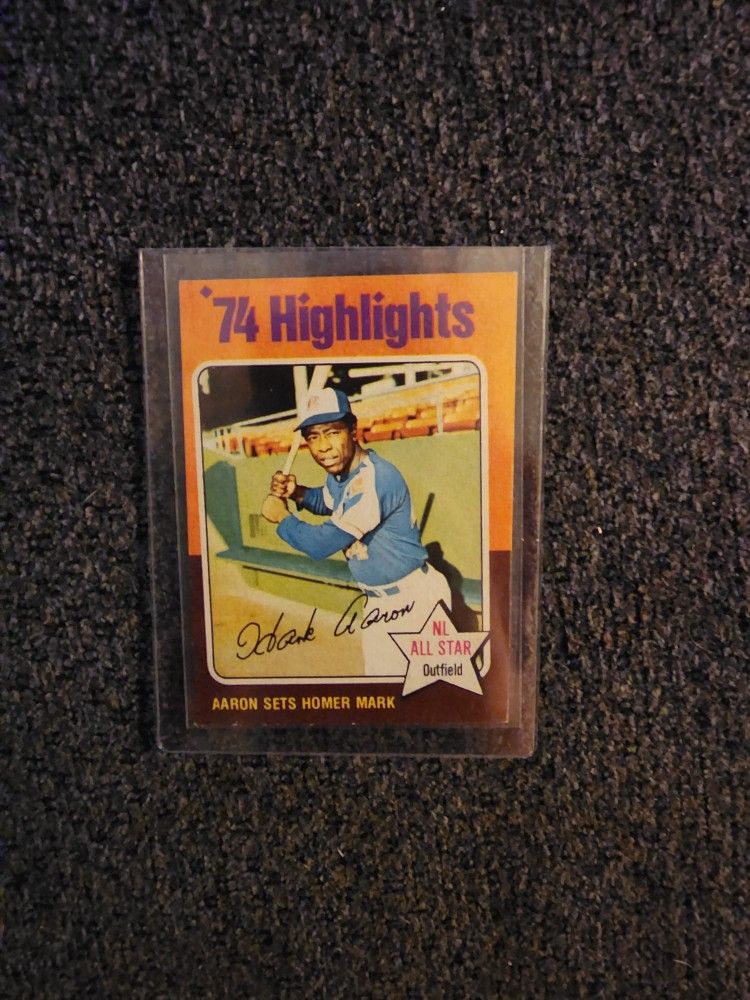 '74 Highlights
Hank Aaron
NL
ALL STAR
Outfield
AARON SETS HOMER MARK